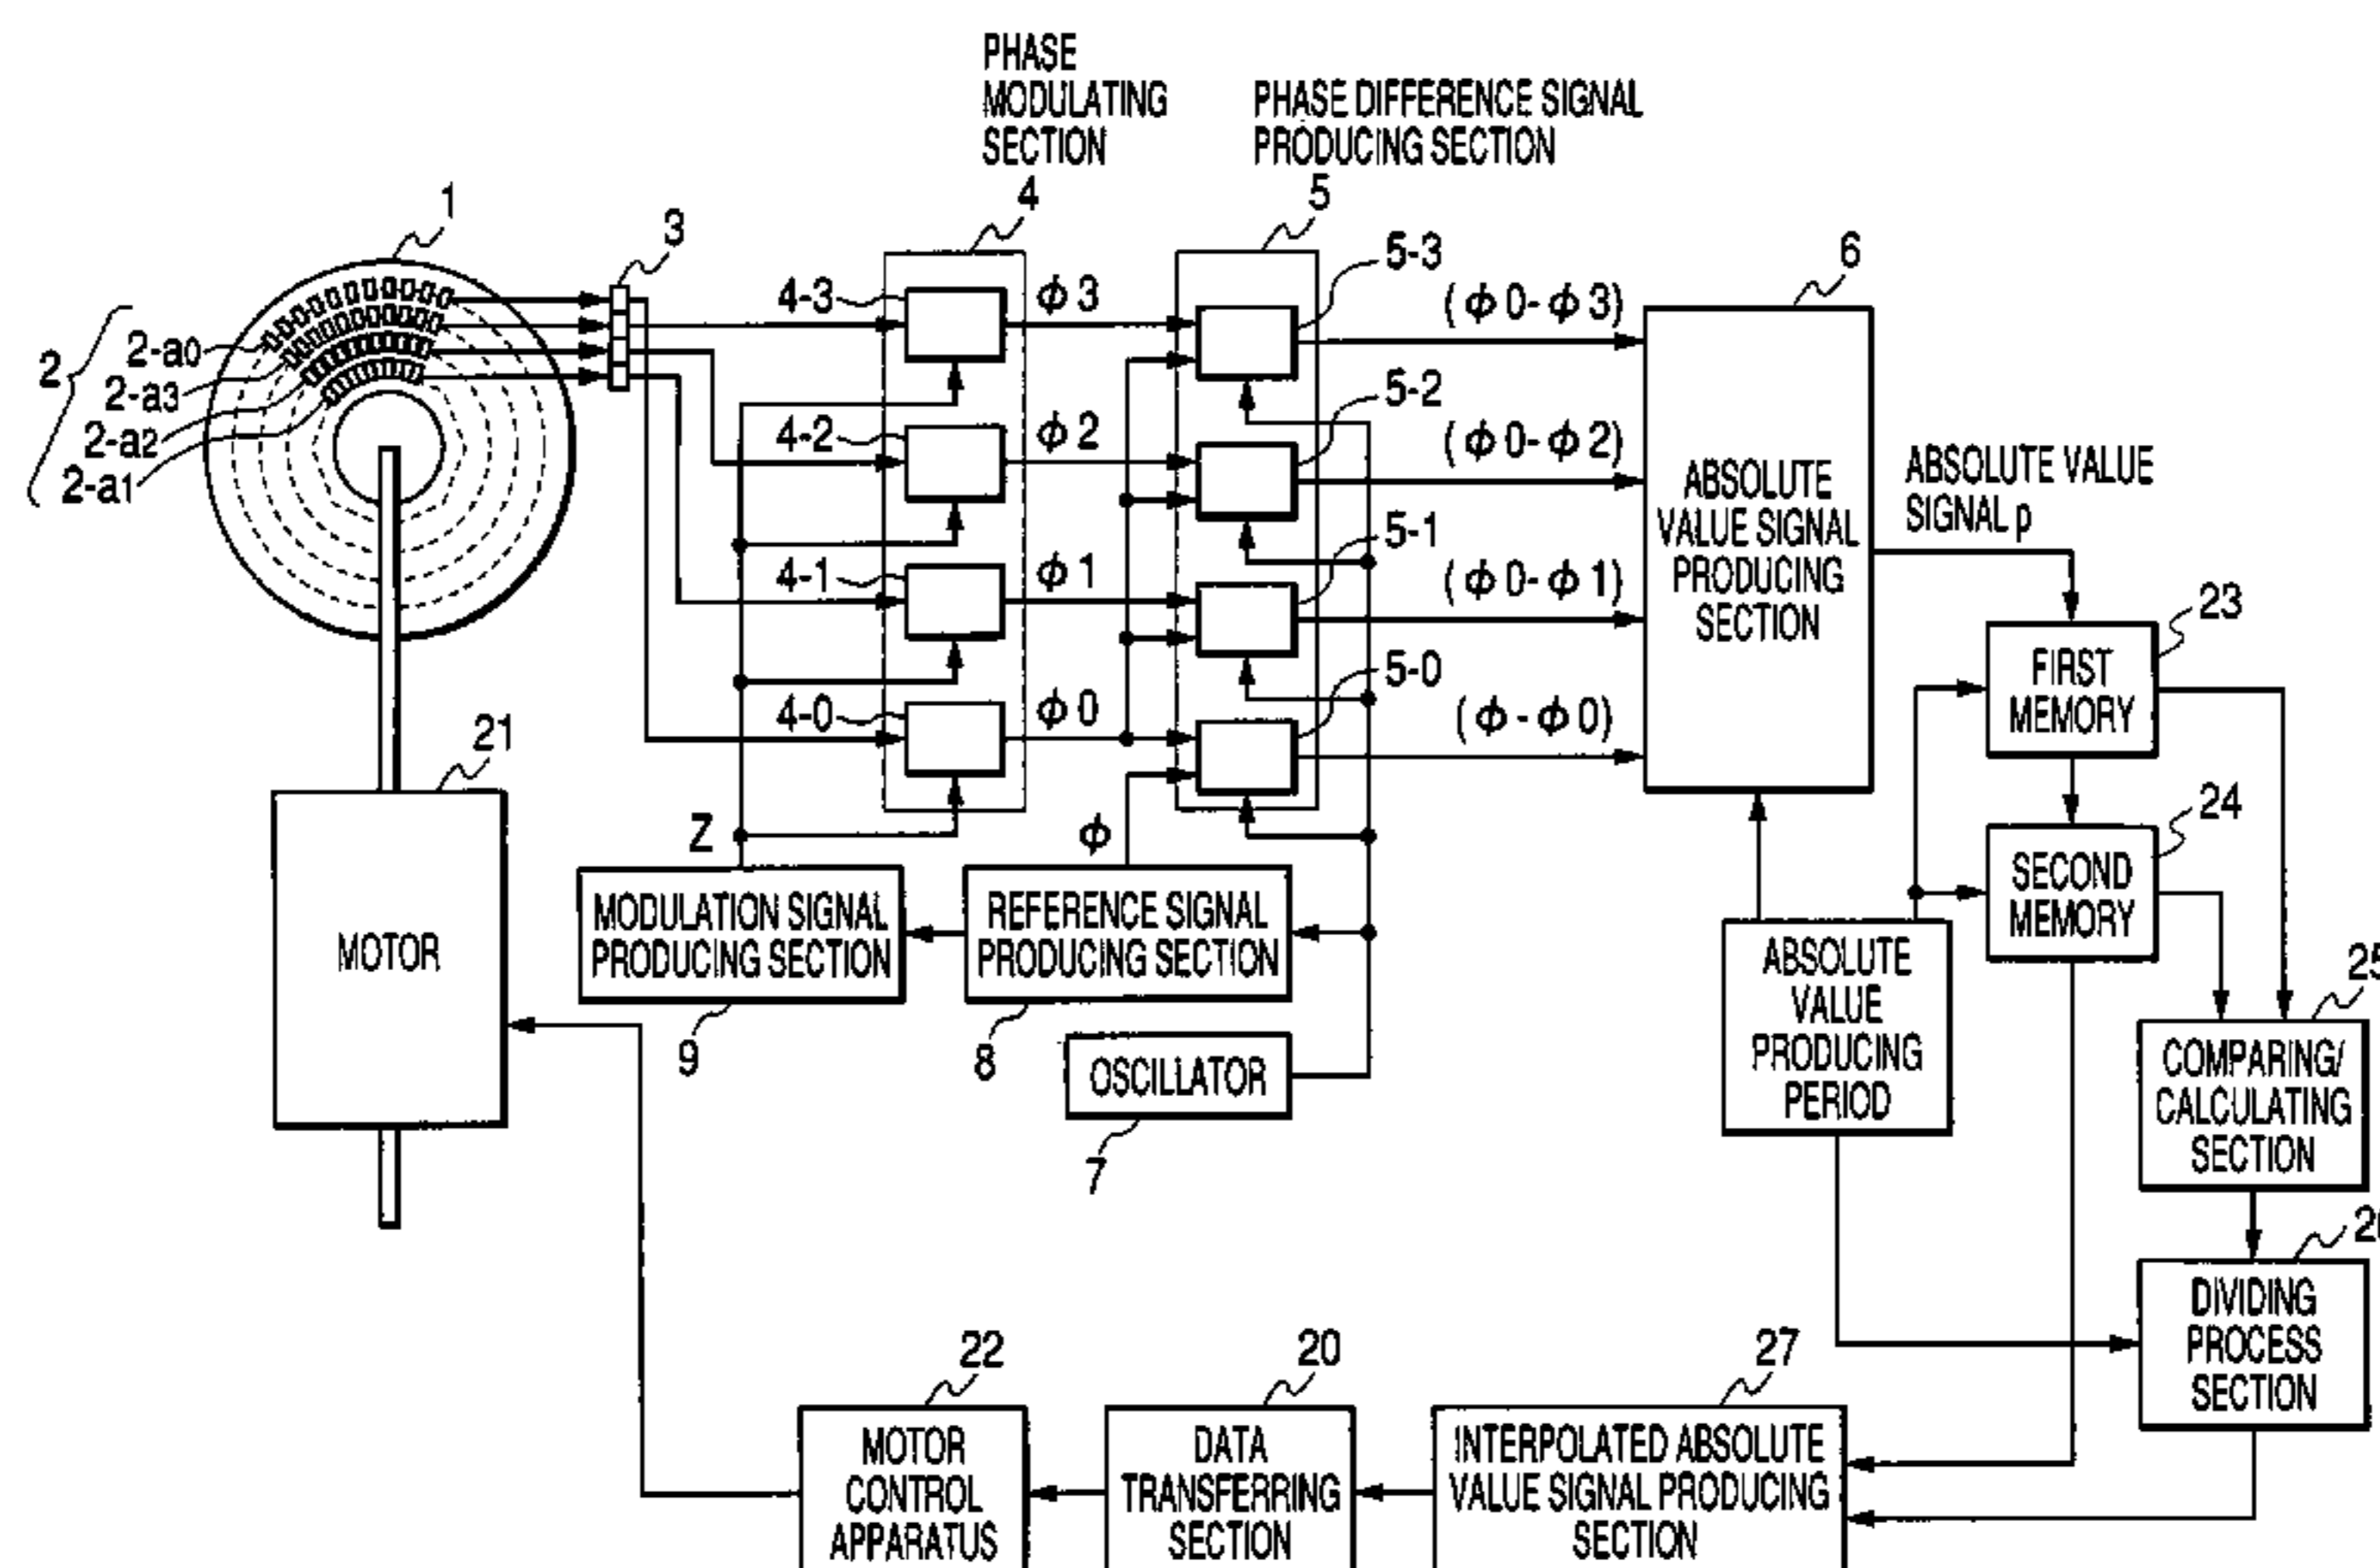 PHASE
MODULATING
SECTION
PHASE DIFFERENCE SIGNAL
PRODUCING SECTION
1
3
4
5
6
2
2-a0
2-a3
2-a2
2-a1
4-3
4-2
4-1
4-0
ϕ3
ϕ2
ϕ1
ϕ0
5-3
5-2
5-1
5-0
(ϕ0-ϕ3)
(ϕ0-ϕ2)
(ϕ0-ϕ1)
(ϕ-ϕ0)
ABSOLUTE
VALUE SIGNAL
PRODUCING
SECTION
ABSOLUTE VALUE
SIGNAL p
23
FIRST
MEMORY
24
SECOND
MEMORY
21
MOTOR
Z
ϕ
MODULATION SIGNAL
PRODUCING SECTION
9
REFERENCE SIGNAL
PRODUCING SECTION
8
OSCILLATOR
7
ABSOLUTE
VALUE
PRODUCING
PERIOD
25
COMPARING/
CALCULATING
SECTION
DIVIDING
PROCESS
SECTION
22
MOTOR
CONTROL
APPARATUS
20
DATA
TRANSFERRING
SECTION
27
INTERPOLATED ABSOLUTE
VALUE SIGNAL PRODUCING
SECTION